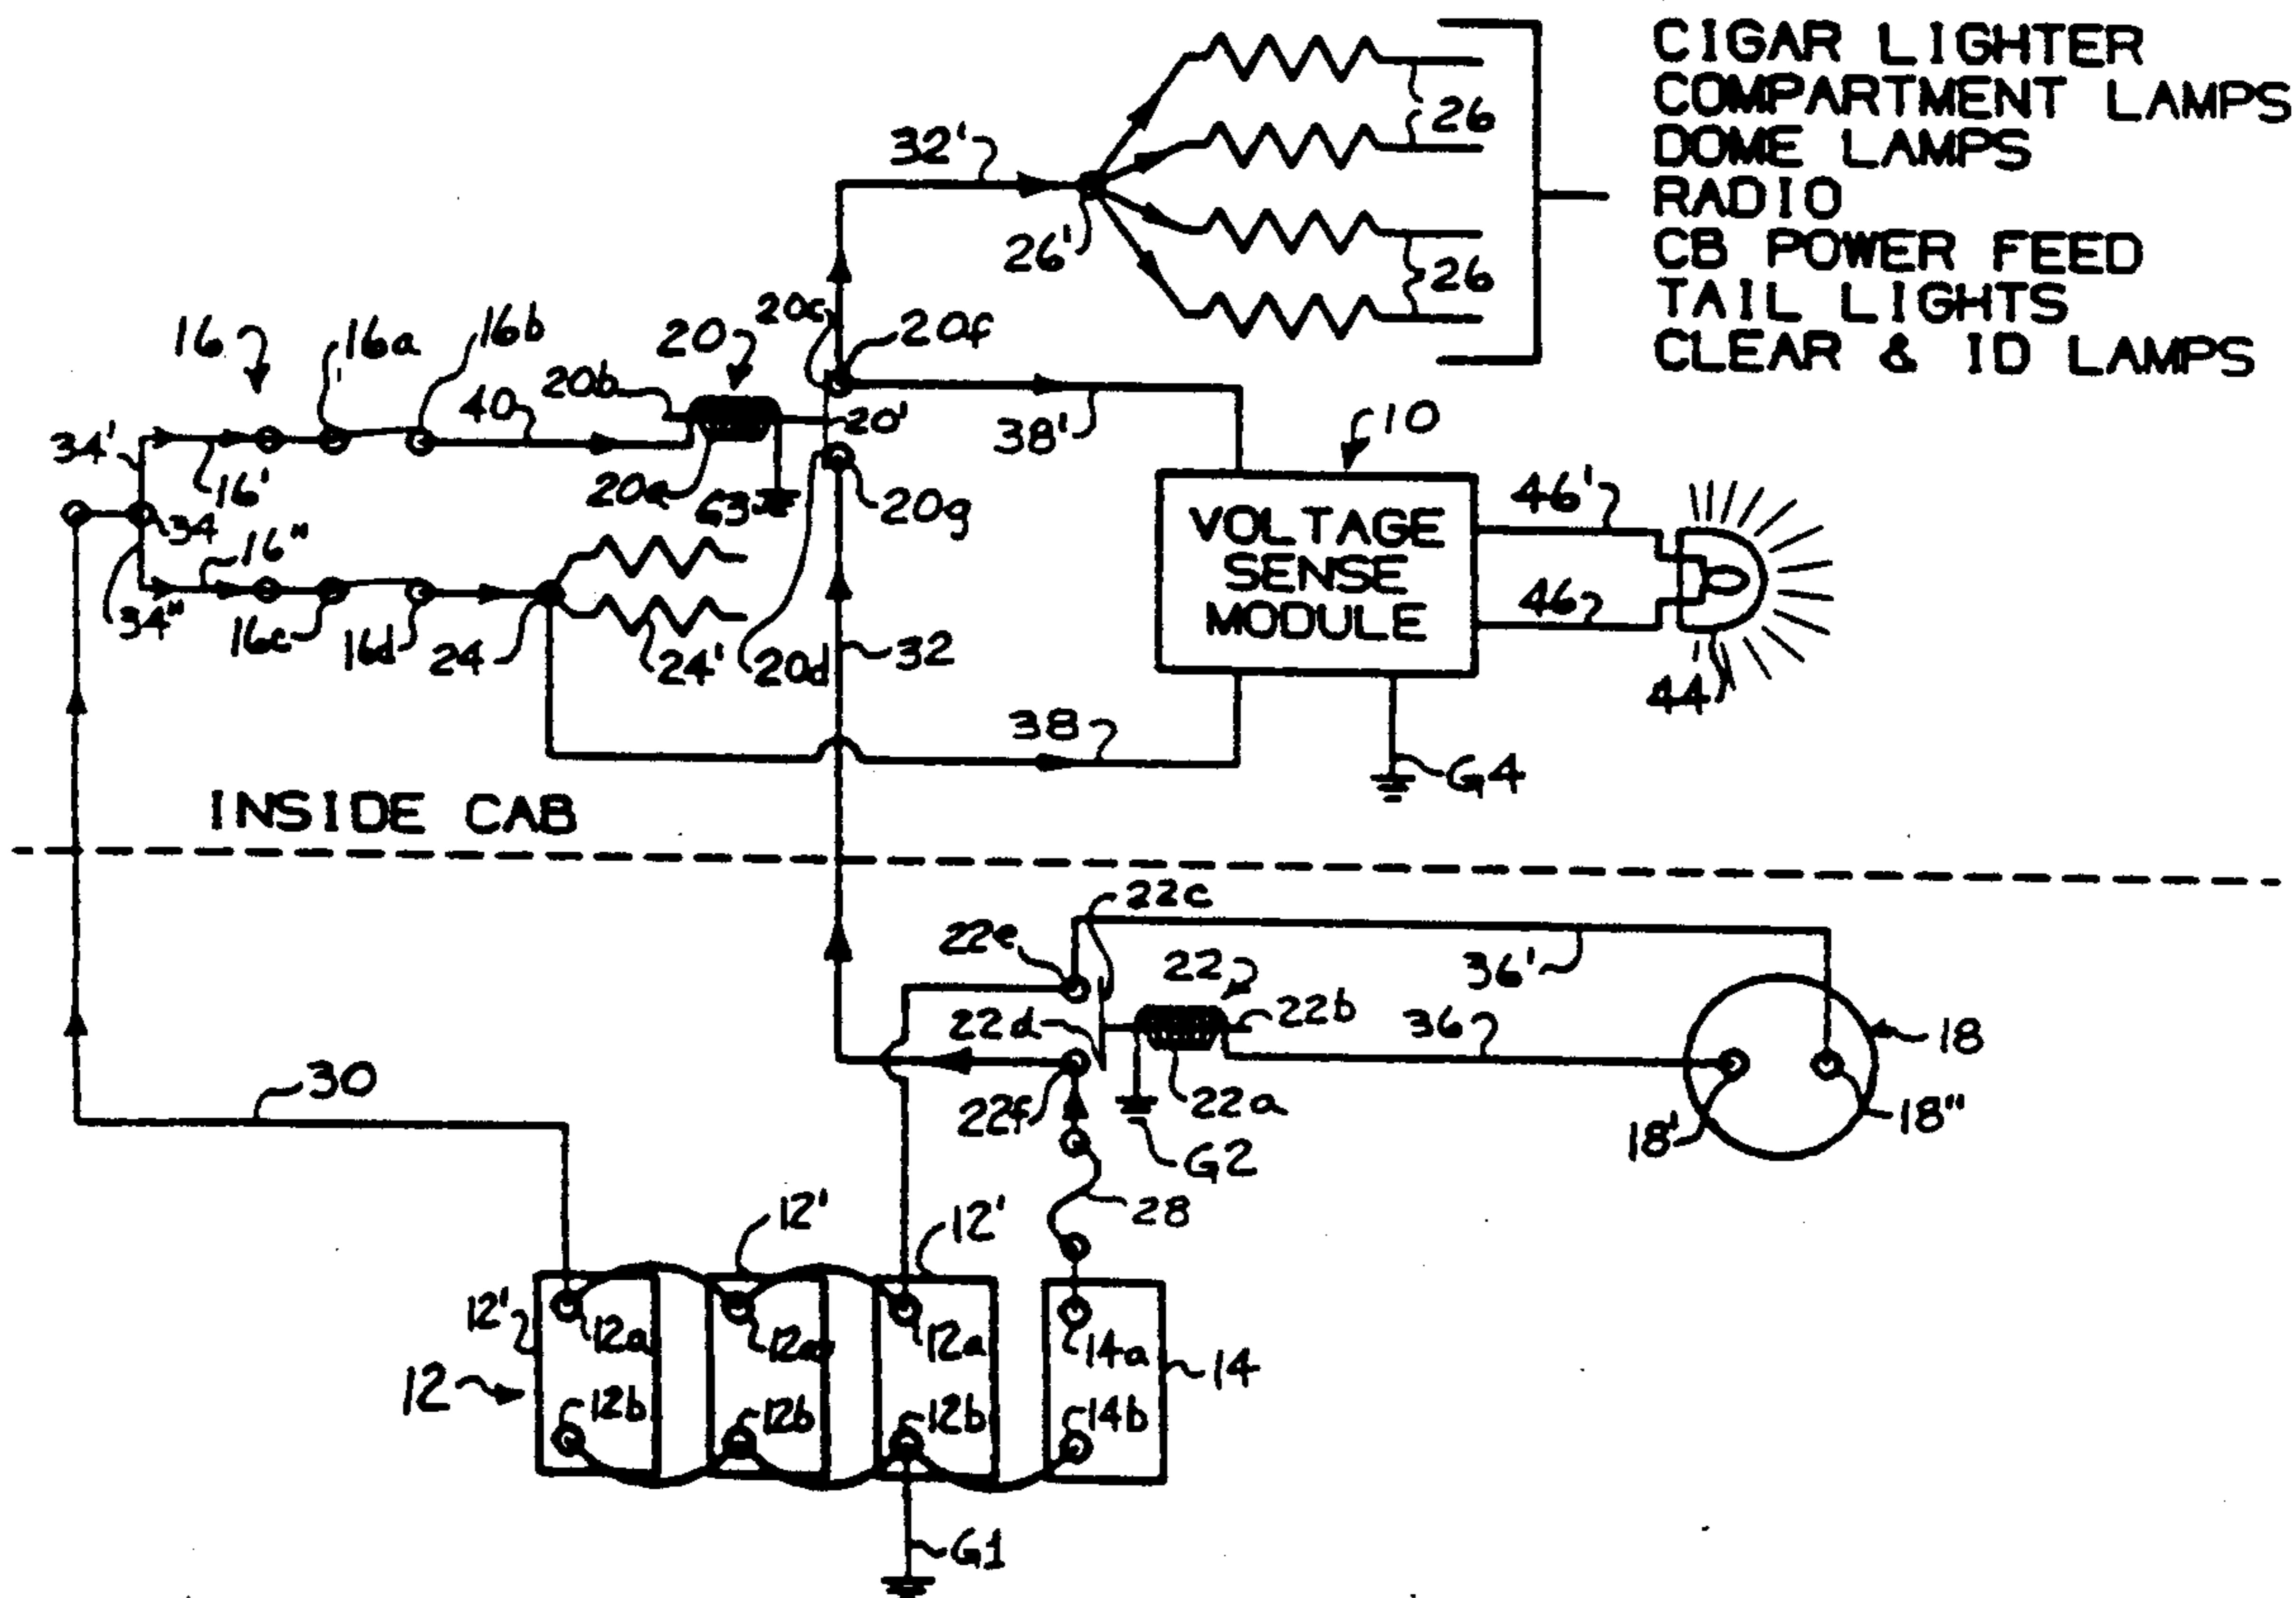 CIGAR LIGHTER
COMPARTMENT LAMPS
DOME LAMPS
RADIO
CB POWER FEED
TAIL LIGHTS
CLEAR & ID LAMPS
26
32'
26'
26
20c
20f
16
16a
16b
20
20b
40
20'
38'
10
34'
16'
20a
G3
20g
34
16"
VOLTAGE
SENSE
MODULE
46'
46
34"
16c
16d
24
24'
20d
32
44
38
G4
INSIDE CAB
22c
22e
22
36'
22d
22b
36
18
30
22f
22a
18'
18"
G2
12'
12'
28
12'
12a
12a
12a
14a
14
12
12b
12b
12b
14b
G1